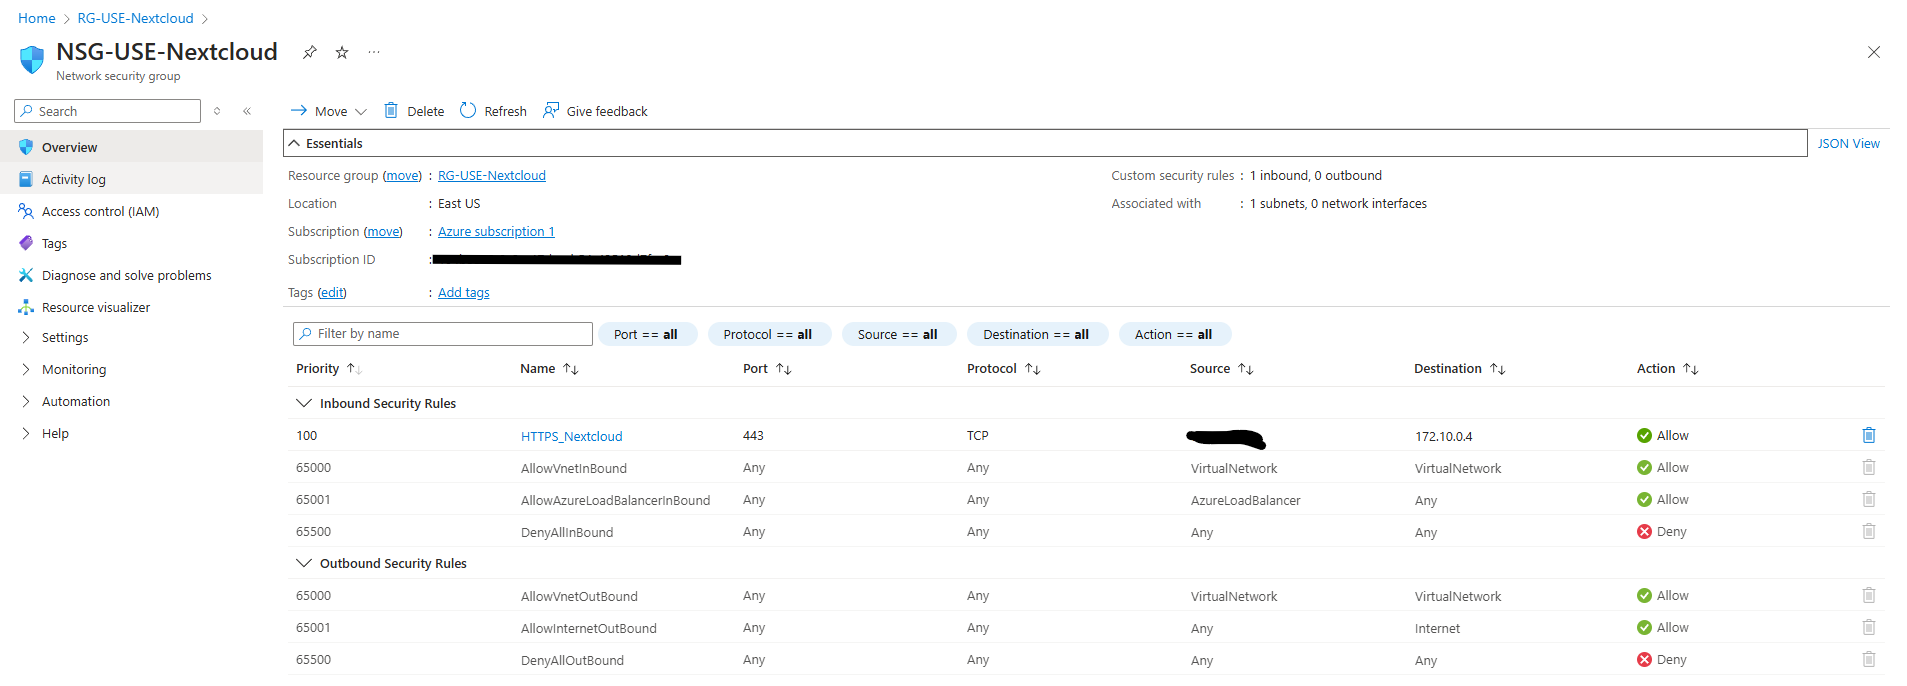 Home > RG-USE-Nextcloud >
NSG-USE-Nextcloud
Network security group
Search
Overview
Activity log
Access control (IAM)
Tags
Diagnose and solve problems
Resource visualizer
Settings
Monitoring
Automation
Help
Move Delete Refresh Give feedback
Essentials JSON View
Resource group (move) : RG-USE-Nextcloud
Location : East US
Subscription (move) : Azure subscription 1
Subscription ID :
Tags (edit) : Add tags
Custom security rules : 1 inbound, 0 outbound
Associated with : 1 subnets, 0 network interfaces
Filter by name Port == all Protocol == all Source == all Destination == all Action == all
Priority Name Port Protocol Source Destination Action
Inbound Security Rules
100 HTTPS_Nextcloud 443 TCP 172.10.0.4 Allow
65000 AllowVnetInBound Any Any VirtualNetwork VirtualNetwork Allow
65001 AllowAzureLoadBalancerInBound Any Any AzureLoadBalancer Any Allow
65500 DenyAllInBound Any Any Any Any Deny
Outbound Security Rules
65000 AllowVnetOutBound Any Any VirtualNetwork VirtualNetwork Allow
65001 AllowInternetOutBound Any Any Any Internet Allow
65500 DenyAllOutBound Any Any Any Any Deny